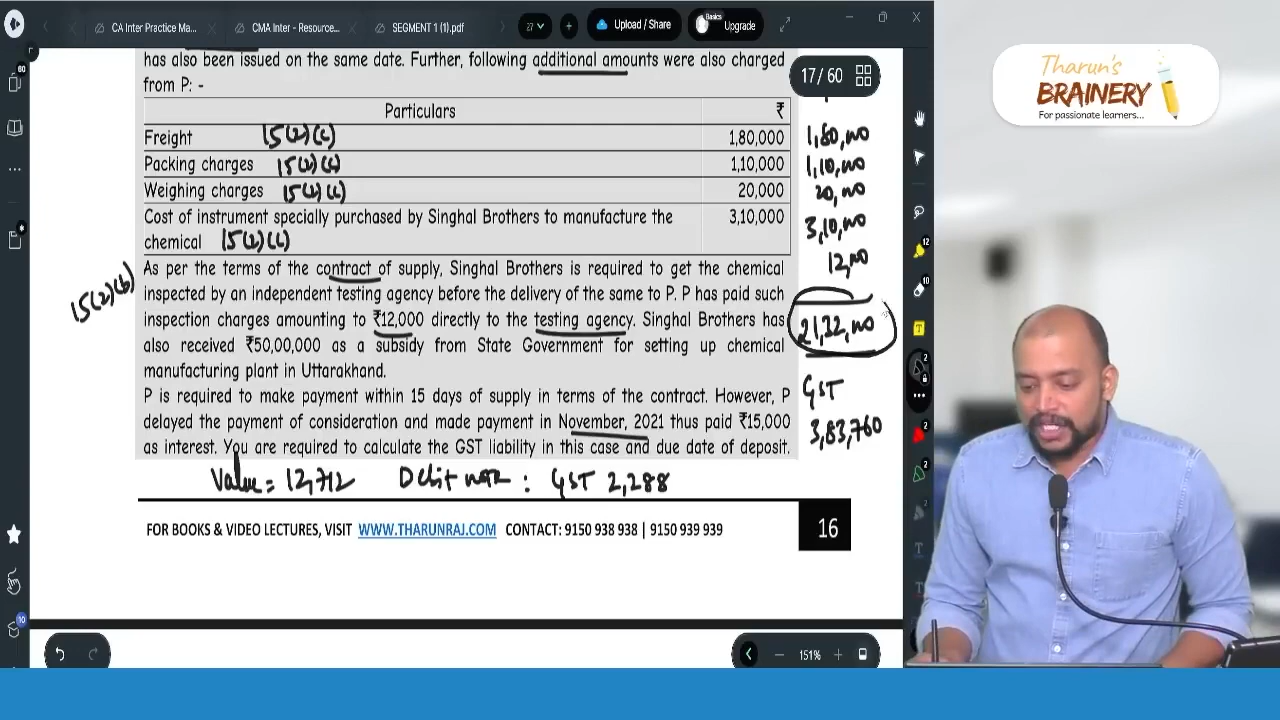 CA Inter Practice Ma...
CMA Inter - Resource...
SEGMENT 1 (1).pdf
27
Upload / Share
Basics
Upgrade
60
has also been issued on the same date. Further, following additional amounts were also charged
from P: -
17/60
Particulars ₹
Freight 15(2)(c) 1,80,000 1,80,000
Packing charges 15(2)(c) 1,10,000 1,10,000
Weighing charges 15(2)(c) 20,000 20,000
Cost of instrument specially purchased by Singhal Brothers to manufacture the 3,10,000 3,10,000
chemical 15(2)(c)
12,000
As per the terms of the contract of supply, Singhal Brothers is required to get the chemical
inspected by an independent testing agency before the delivery of the same to P. P has paid such
15(2)(b)
inspection charges amounting to ₹12,000 directly to the testing agency. Singhal Brothers has
21,32,000
also received ₹50,00,000 as a subsidy from State Government for setting up chemical
manufacturing plant in Uttarakhand.
P is required to make payment within 15 days of supply in terms of the contract. However, P
GST
delayed the payment of consideration and made payment in November, 2021 thus paid ₹15,000
3,83,760
as interest. You are required to calculate the GST liability in this case and due date of deposit.
Value = 12,712 Debit note : GST 2,288
FOR BOOKS & VIDEO LECTURES, VISIT WWW.THARUNRAJ.COM CONTACT: 9150 938 938 | 9150 939 939
16
151%
10
12
10
2
2
2
2
Tharun's
BRAINERY
For passionate learners...